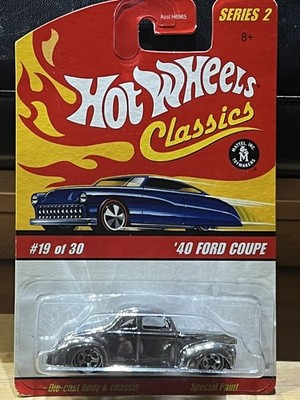 Asst H6965
SERIES 2
8+
Hot Wheels
Classics
MATTEL, INC.
M
TOYMAKERS
#19 of 30
'40 FORD COUPE
Die-cast body & chassis
Special Paint